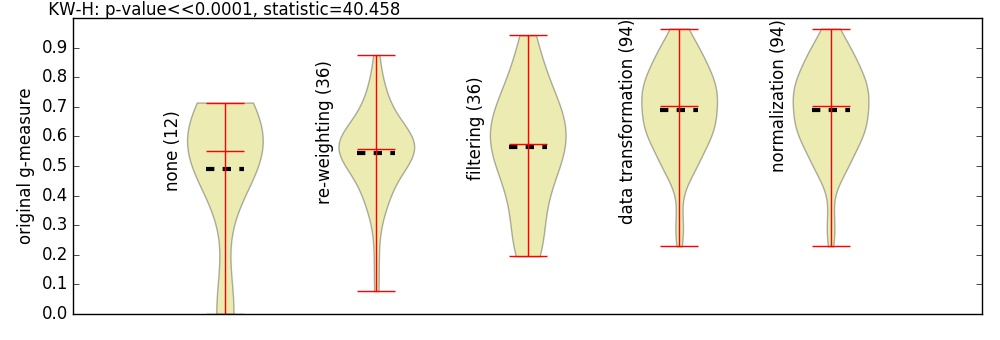 KW-H: p-value<<0.0001, statistic=40.458
original g-measure
0.9
0.8
0.7
0.6
0.5
0.4
0.3
0.2
0.1
0.0
none (12)
re-weighting (36)
filtering (36)
data transformation (94)
normalization (94)